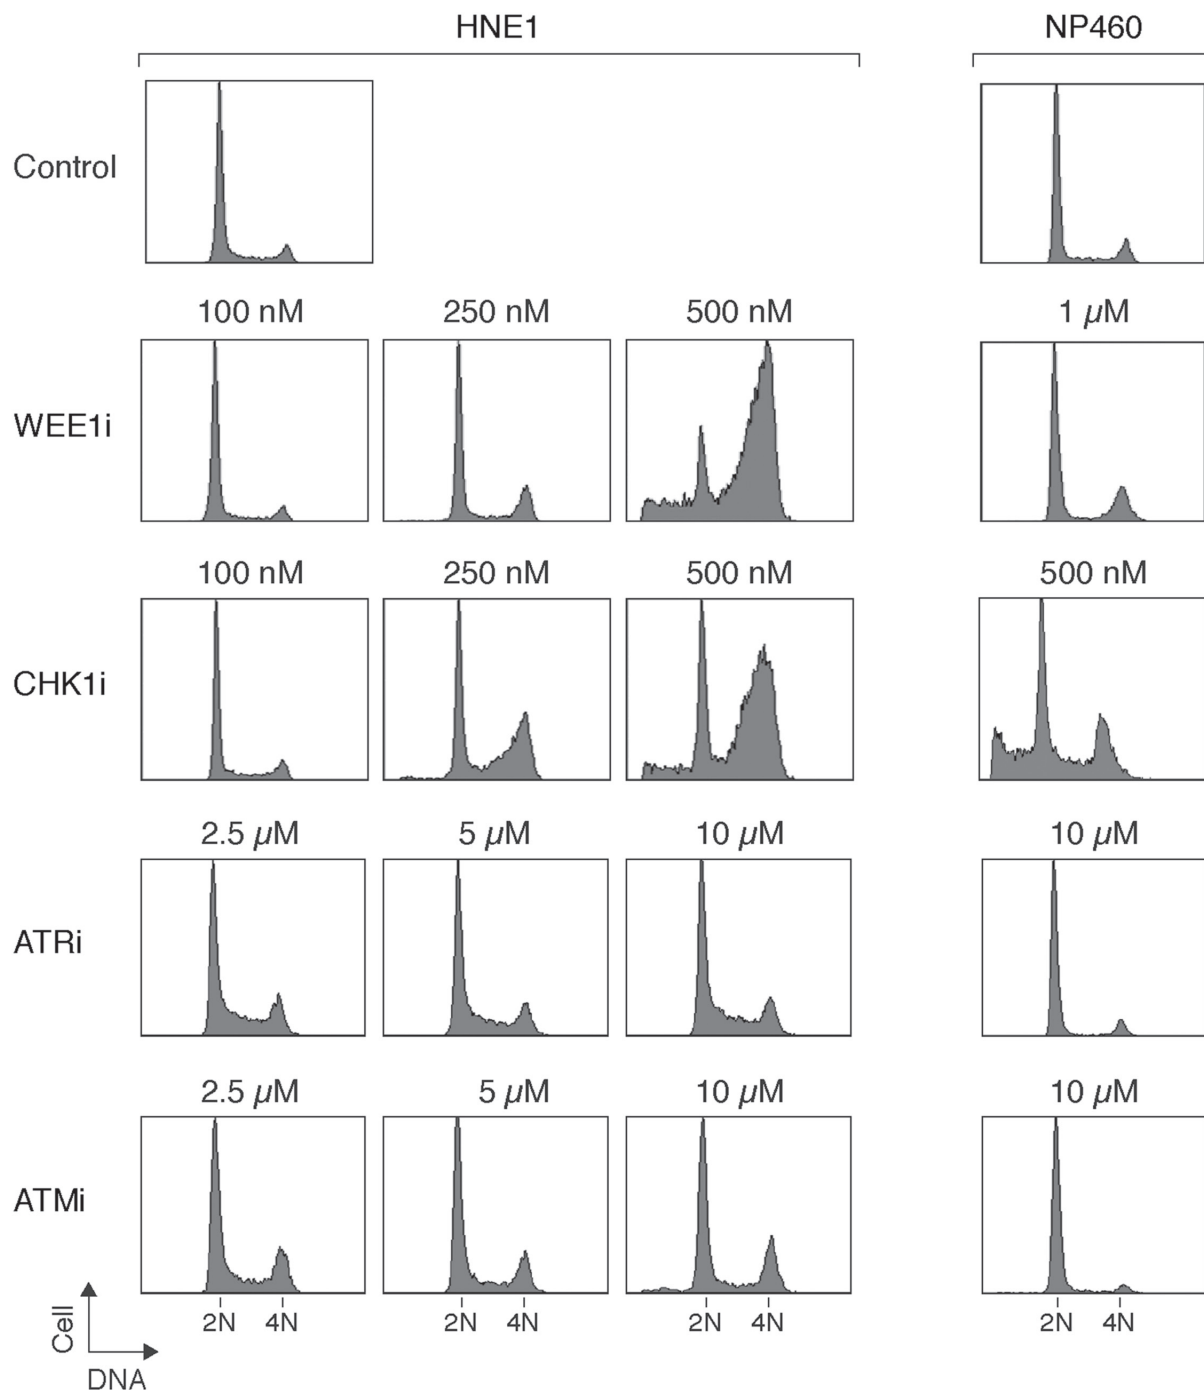 HNE1 NP460
Control
100 nM 250 nM 500 nM 1 µM
WEE1i
100 nM 250 nM 500 nM 500 nM
CHK1i
2.5 µM 5 µM 10 µM 10 µM
ATRi
2.5 µM 5 µM 10 µM 10 µM
ATMi
2N 4N 2N 4N 2N 4N 2N 4N
Cell
DNA